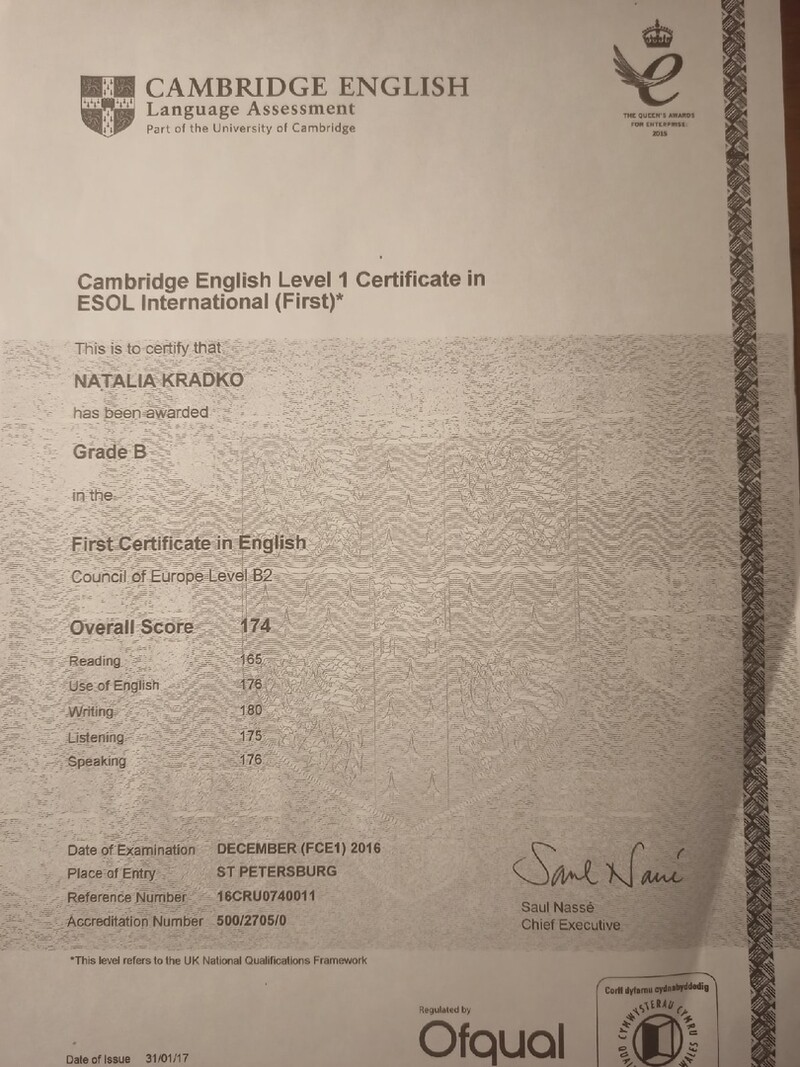 CAMBRIDGE ENGLISH
Language Assessment
Part of the University of Cambridge
THE QUEEN'S AWARDS
FOR ENTERPRISE:
2015
Cambridge English Level 1 Certificate in
ESOL International (First)*
This is to certify that
NATALIA KRADKO
has been awarded
Grade B
in the
First Certificate in English
Council of Europe Level B2
Overall Score 174
Reading 165
Use of English 176
Writing 180
Listening 175
Speaking 176
Date of Examination DECEMBER (FCE1) 2016
Place of Entry ST PETERSBURG
Reference Number 16CRU0740011
Accreditation Number 500/2705/0
Saul Nassé
Saul Nassé
Chief Executive
*This level refers to the UK National Qualifications Framework
Date of Issue 31/01/17
Regulated by
Ofqual
Corff dyfarnu cydnabyddedig
CYMWYSTERAU CYMRU
WALES